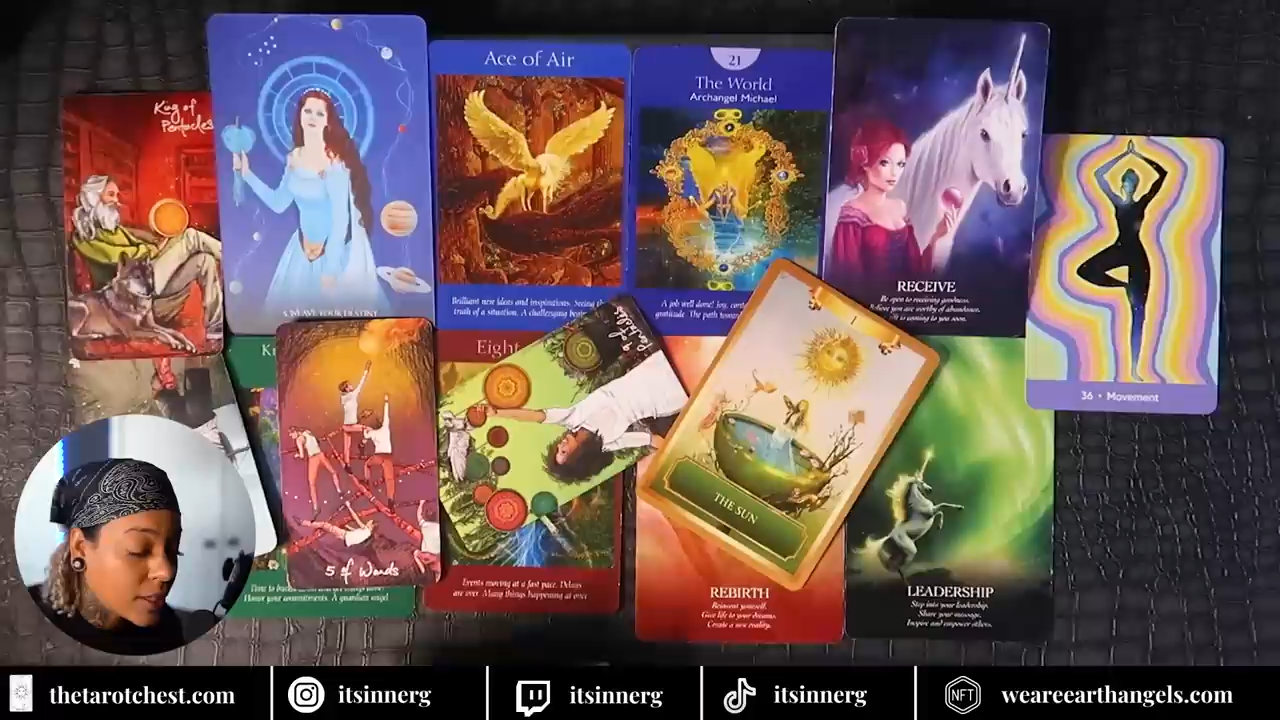 King of
Pentacles
WEAVE YOUR DESTINY
Ace of Air
Brilliant new ideas and inspirations. Seeing the
truth of a situation. A challenging
21
The World
Archangel Michael
A job well done! Joy,
gratitude. The path
RECEIVE
Be open to receiving goodness.
Believe you are worthy of abundance.
It is coming to you soon.
36 • Movement
5 of Wands
Honor your commitments. A guardian angel
Eight
Events moving at a fast pace. Delays
are over. Many things happening at once
9 of
Pentacles
I
THE SUN
REBIRTH
Reinvent yourself.
Give life to your dreams.
Create a new reality.
LEADERSHIP
Step into your leadership.
Share your message.
Inspire and empower others.
thetarotchest.com
itsinnerg
itsinnerg
itsinnerg
NFT
weareearthangels.com